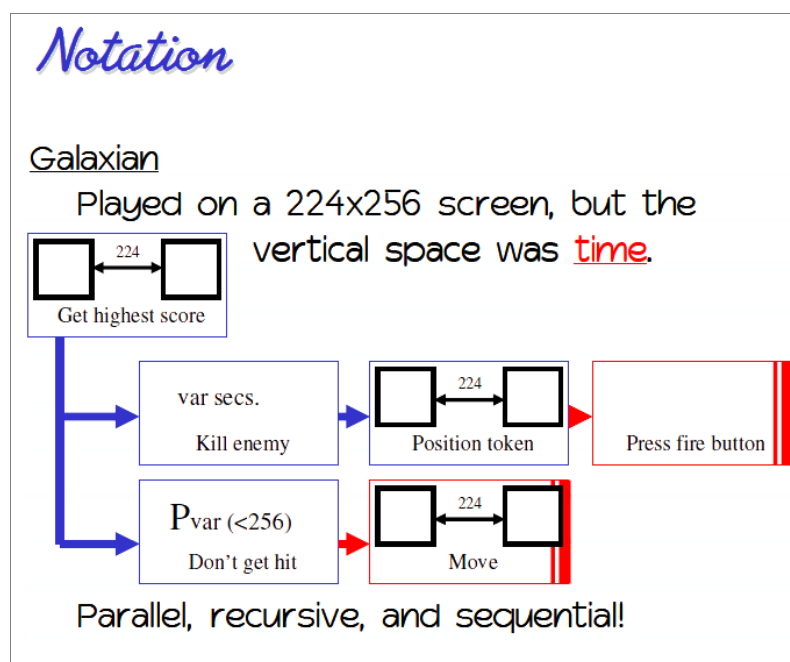 Notation
Galaxian
Played on a 224x256 screen, but the
vertical space was time.
224
Get highest score
var secs.
Kill enemy
224
Position token
Press fire button
Pvar (<256)
Don't get hit
224
Move
Parallel, recursive, and sequential!